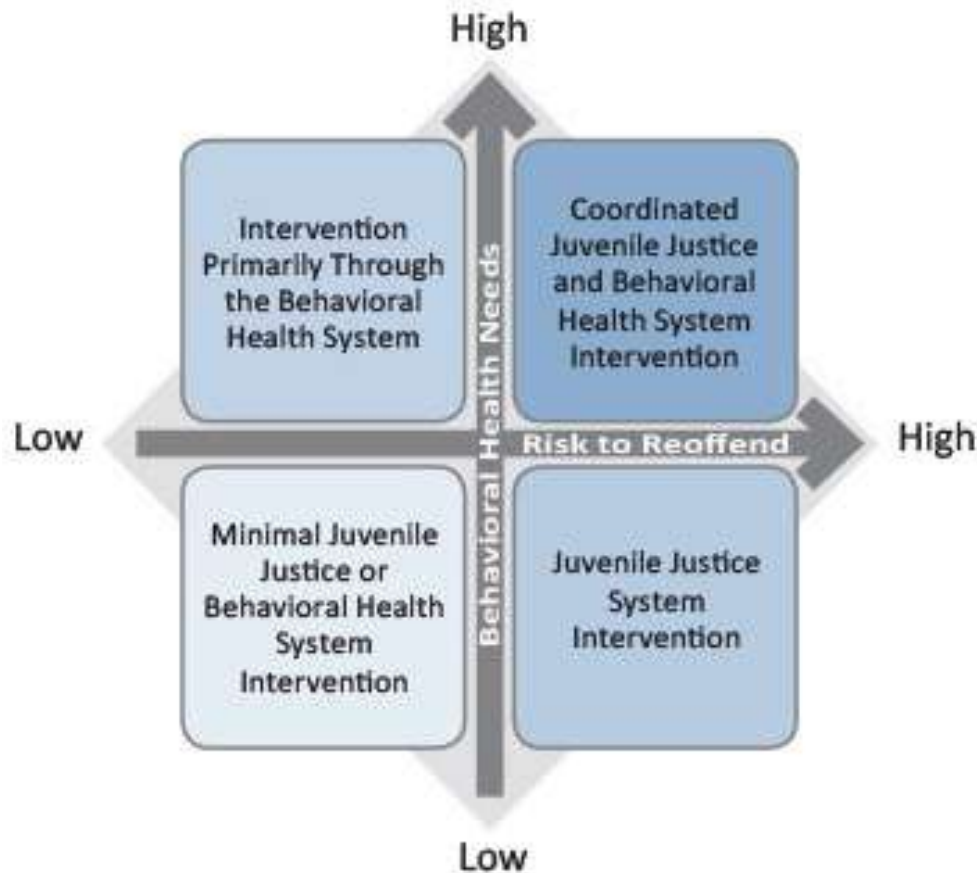 High
Intervention
Primarily Through
the Behavioral
Health System
Coordinated
Juvenile Justice
and Behavioral
Health System
Intervention
Behavioral Health Needs
Low
Risk to Reoffend
High
Minimal Juvenile
Justice or
Behavioral Health
System
Intervention
Juvenile Justice
System
Intervention
Low